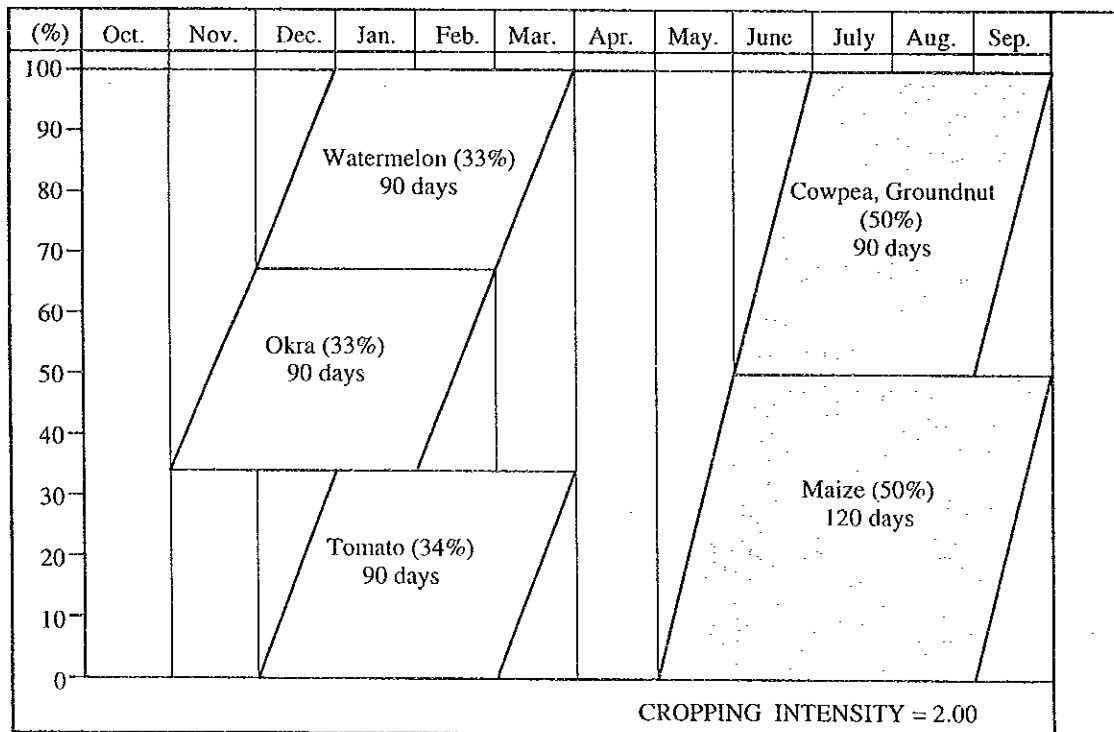 (%) Oct. Nov. Dec. Jan. Feb. Mar. Apr. May. June July Aug. Sep.
100
90
80
70
60
50
40
30
20
10
0
Watermelon (33%)
90 days
Okra (33%)
90 days
Tomato (34%)
90 days
Cowpea, Groundnut
(50%)
90 days
Maize (50%)
120 days
CROPPING INTENSITY = 2.00